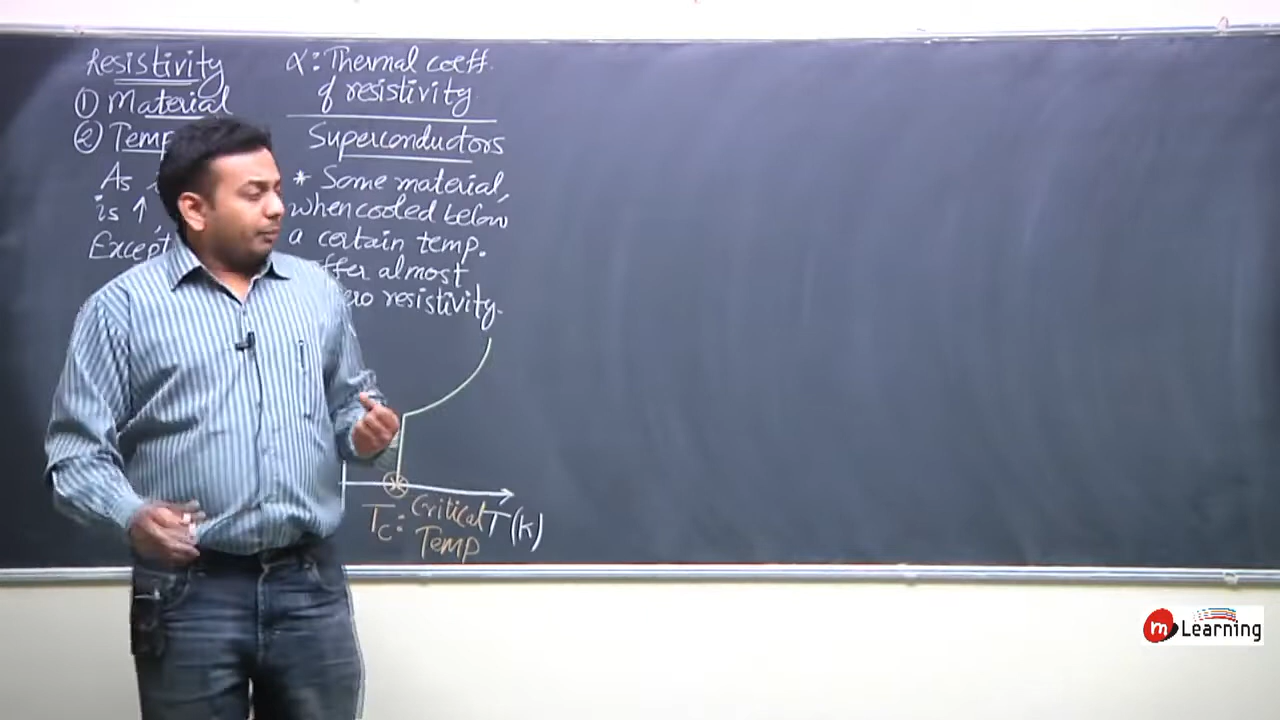 Resistivity
① Material
② Temp
As
is ↑
Except
α: Thermal coeff.
of resistivity
Superconductors
* Some material,
when cooled below
a certain temp.
offer almost
zero resistivity.
Tc: Critical
Temp
T(K)
m Learning